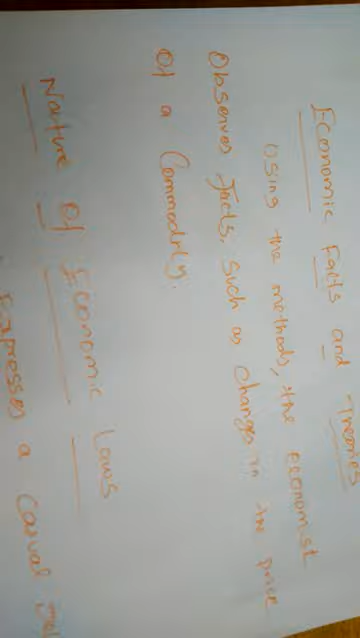 Economic Facts and Theories
Using the methods, the economist
Observes facts, such as changes in the price
Of a Commodity.
Nature Of Economic Laws
Expresses a Casual